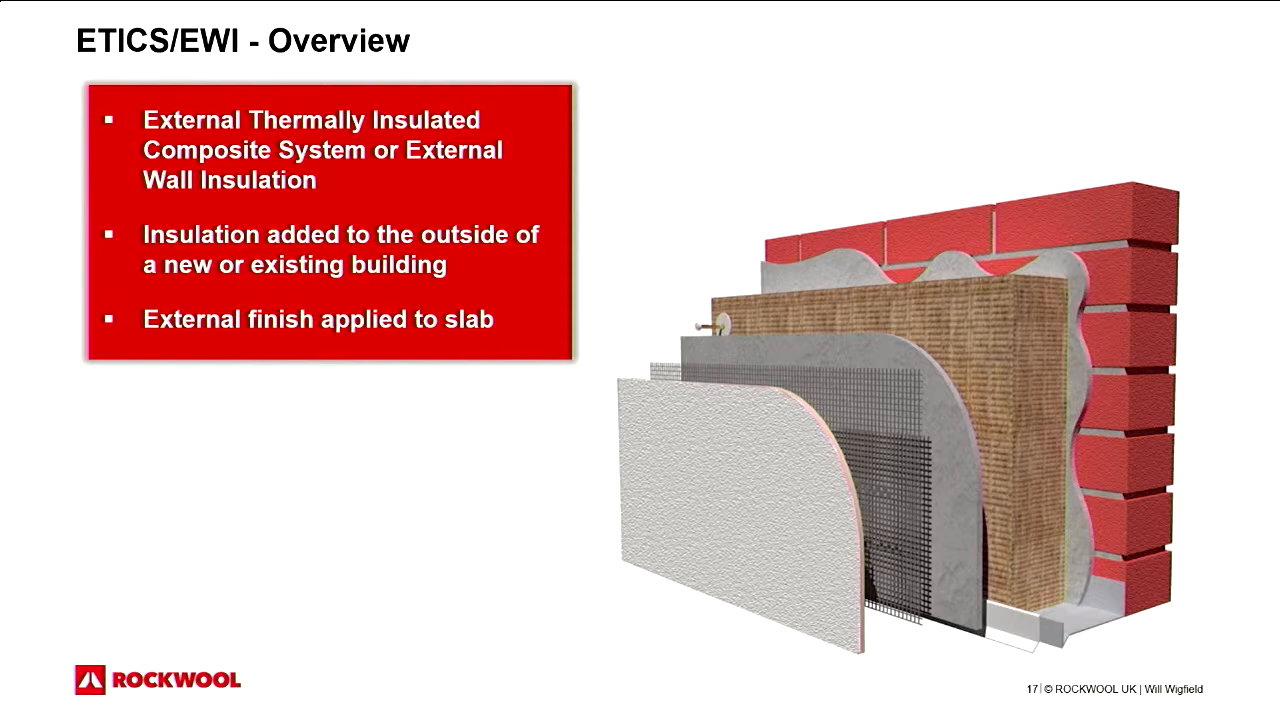 ETICS/EWI - Overview
▪ External Thermally Insulated
Composite System or External
Wall Insulation
▪ Insulation added to the outside of
a new or existing building
▪ External finish applied to slab
ROCKWOOL
17| © ROCKWOOL UK | Will Wigfield